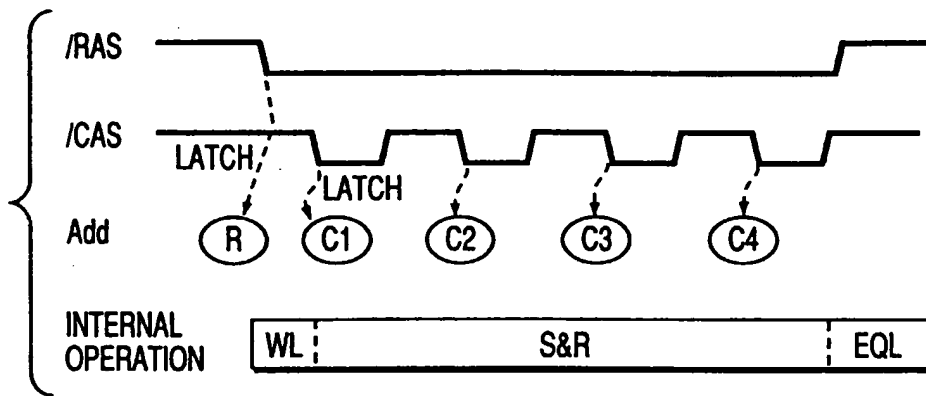 /RAS
/CAS
LATCH
LATCH
Add
R
C1
C2
C3
C4
INTERNAL
OPERATION
WL
S&R
EQL